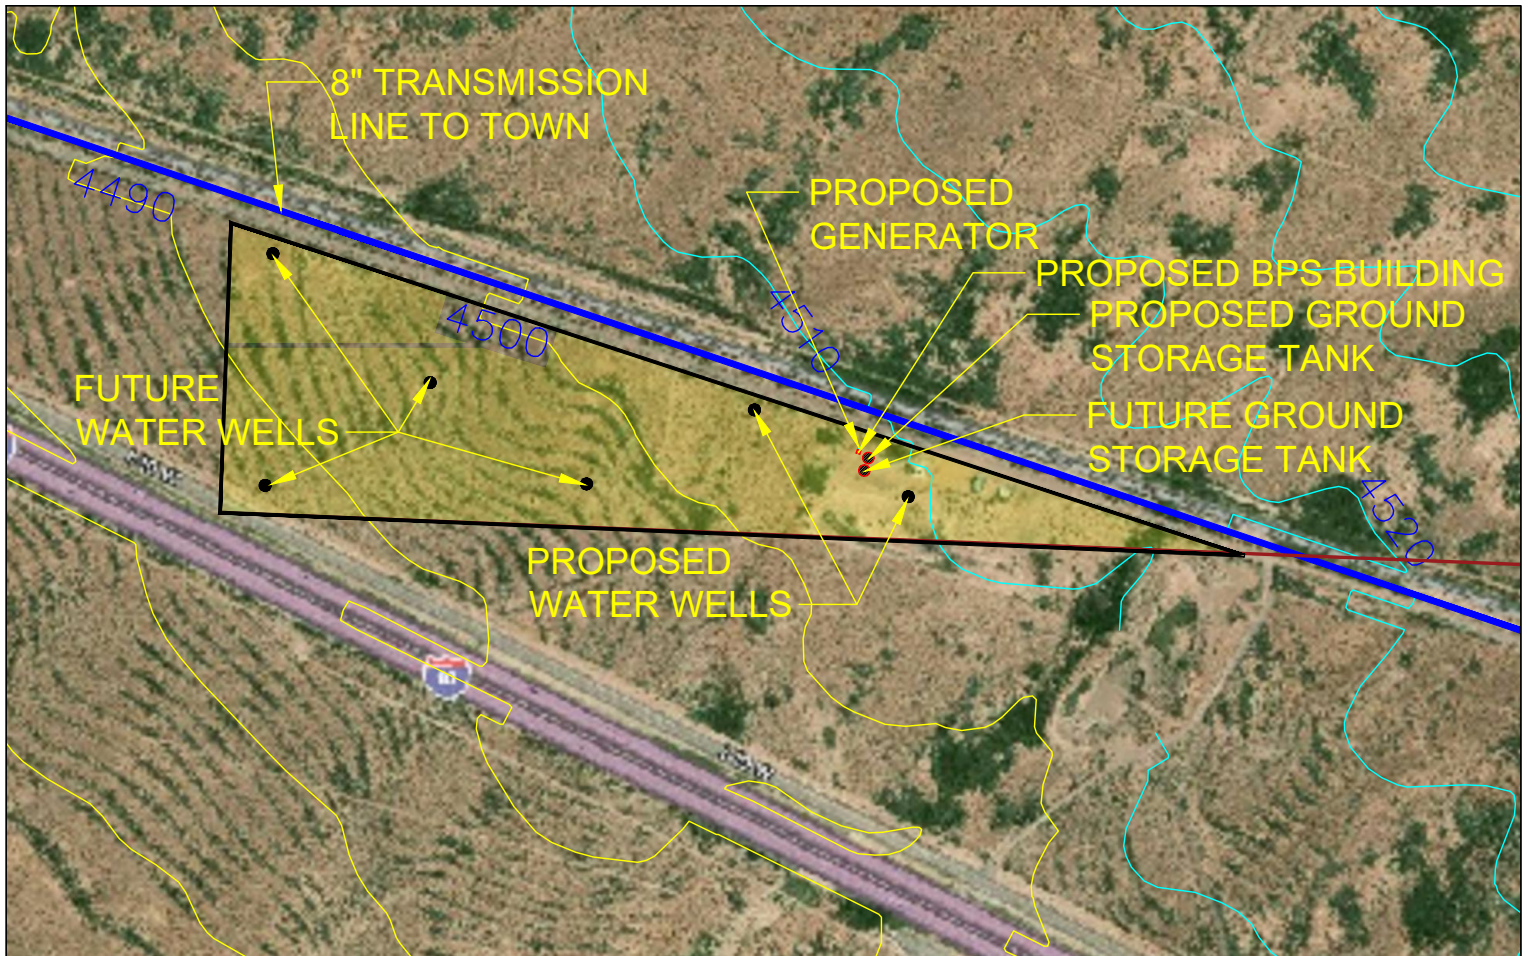 8" TRANSMISSION
LINE TO TOWN
4490
PROPOSED
GENERATOR
PROPOSED BPS BUILDING
PROPOSED GROUND
STORAGE TANK
4510
4500
FUTURE
WATER WELLS
FUTURE GROUND
STORAGE TANK
4520
PROPOSED
WATER WELLS